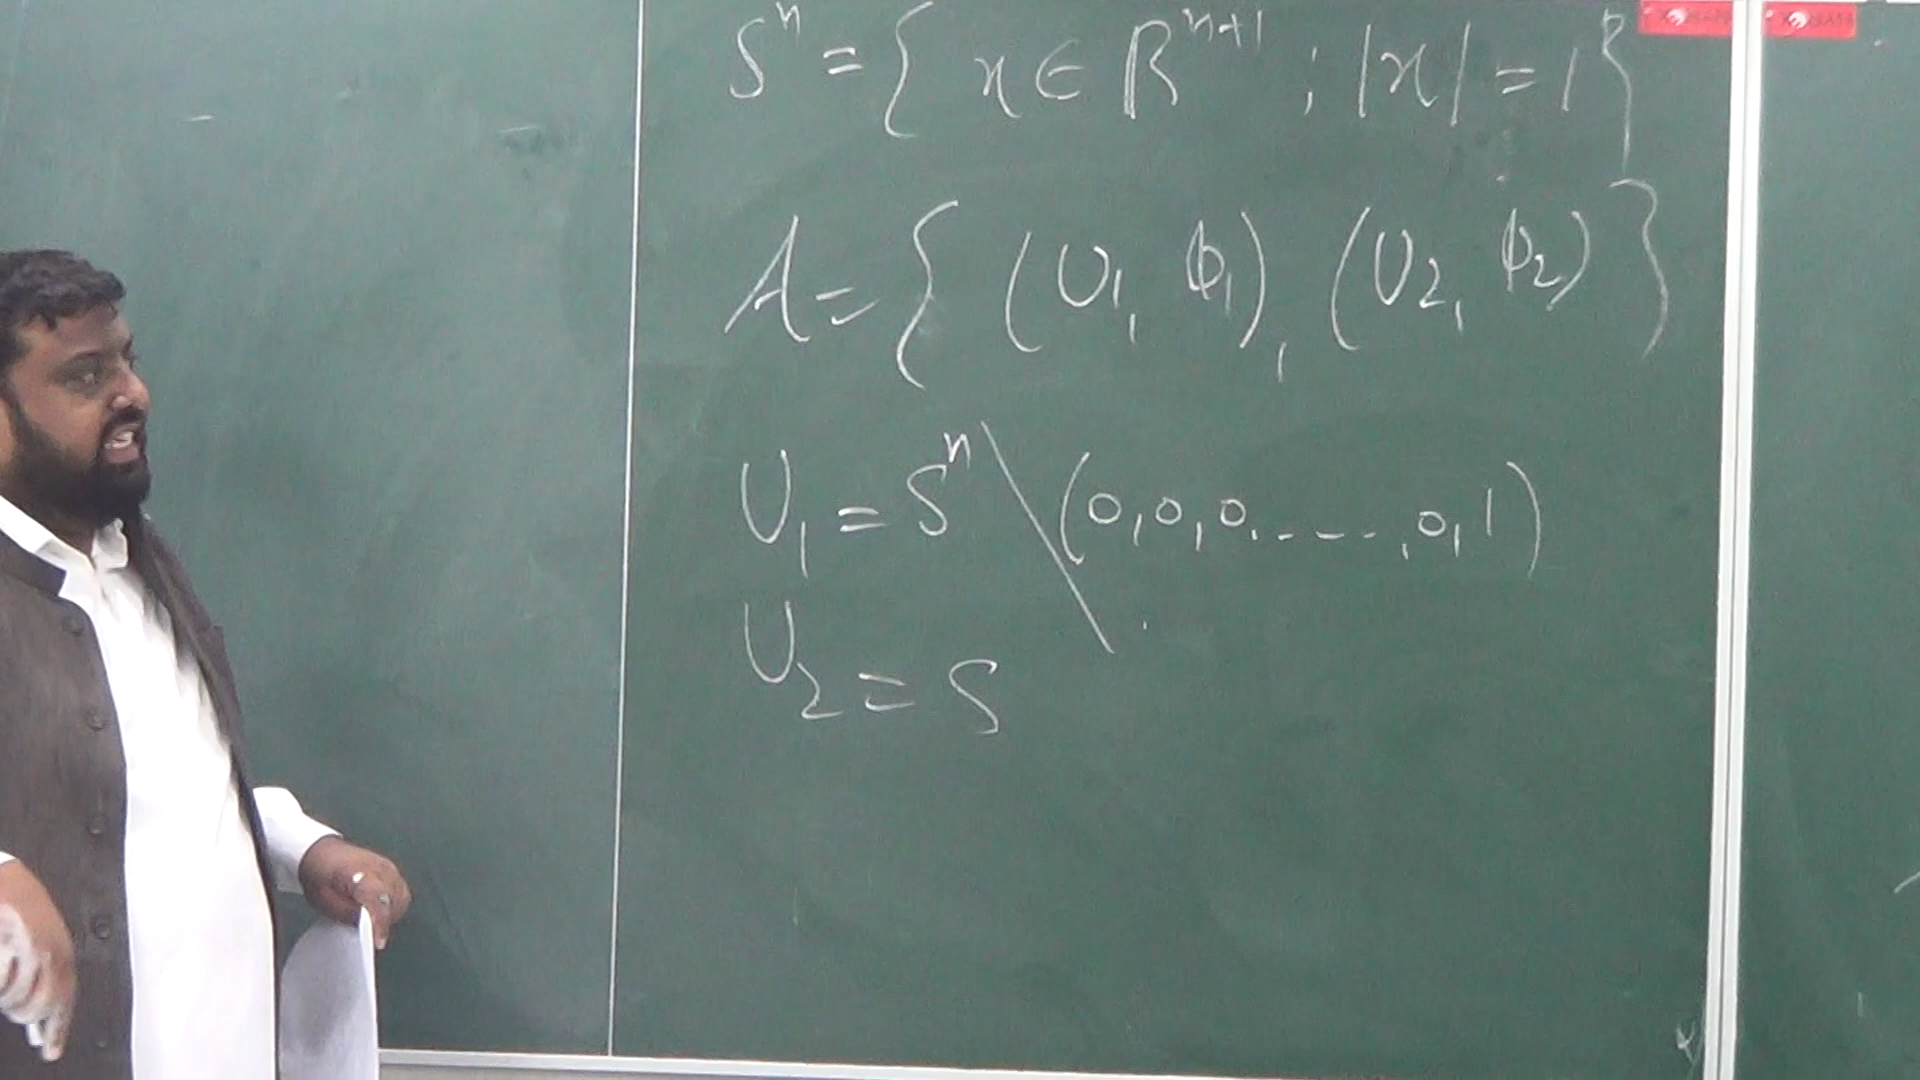 Sⁿ = { x ∈ ℝⁿ⁺¹ ; |x| = 1 }
A = { (U₁, ϕ₁), (U₂, ϕ₂) }
U₁ = Sⁿ \ (0, 0, 0, ----, 0, 1)
U₂ = S